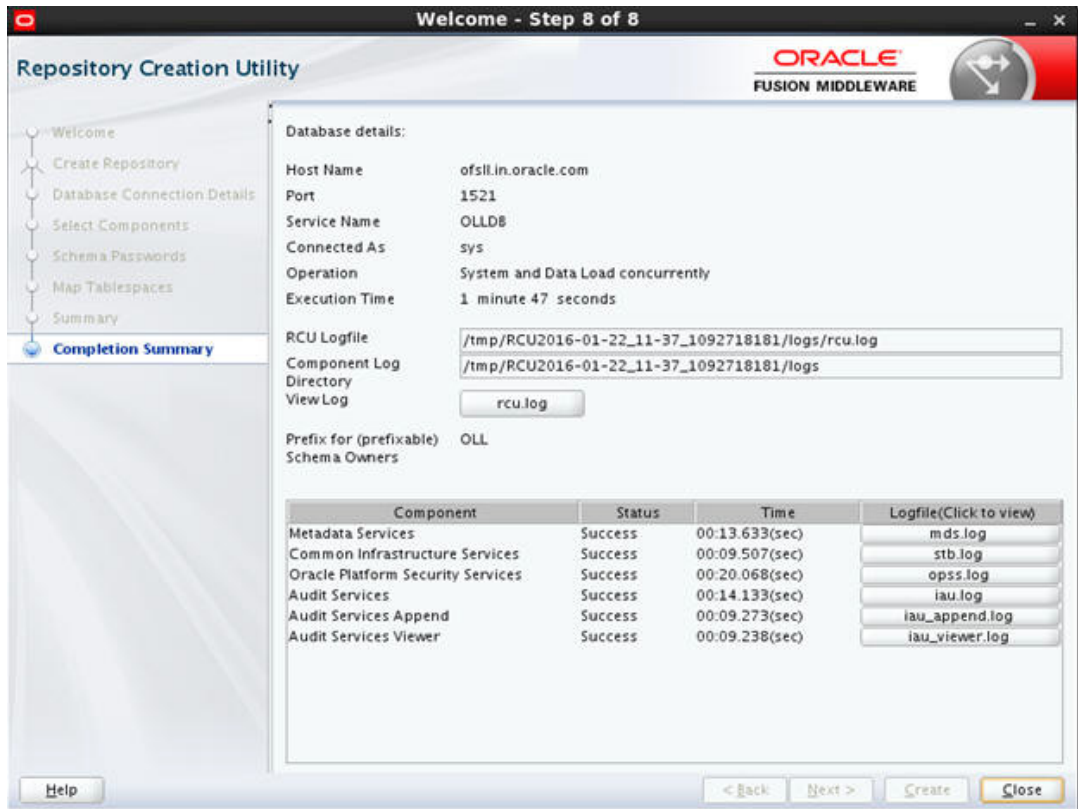 Welcome - Step 8 of 8
Repository Creation Utility
ORACLE
FUSION MIDDLEWARE
Welcome
Create Repository
Database Connection Details
Select Components
Schema Passwords
Map Tablespaces
Summary
Completion Summary
Database details:
Host Name ofsll.in.oracle.com
Port 1521
Service Name OLLDB
Connected As sys
Operation System and Data Load concurrently
Execution Time 1 minute 47 seconds
RCU Logfile /tmp/RCU2016-01-22_11-37_1092718181/logs/rcu.log
Component Log /tmp/RCU2016-01-22_11-37_1092718181/logs
Directory
View Log rcu.log
Prefix for (prefixable) OLL
Schema Owners
Component Status Time Logfile(Click to view)
Metadata Services Success 00:13.633(sec) mds.log
Common Infrastructure Services Success 00:09.507(sec) stb.log
Oracle Platform Security Services Success 00:20.068(sec) opss.log
Audit Services Success 00:14.133(sec) iau.log
Audit Services Append Success 00:09.273(sec) iau_append.log
Audit Services Viewer Success 00:09.238(sec) iau_viewer.log
Help < Back Next > Create Close